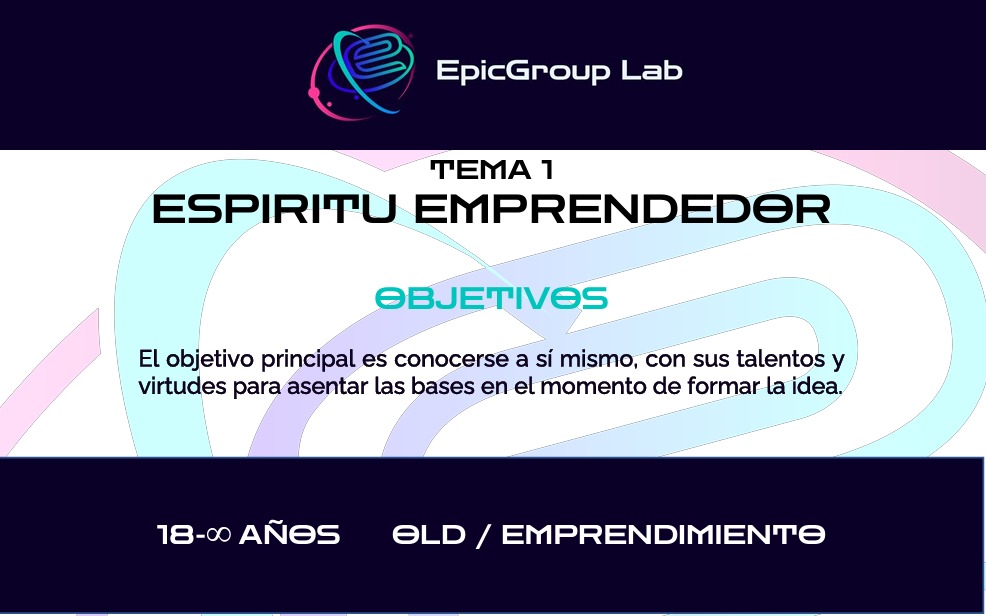 EpicGroup Lab
TEMA 1
ESPIRITU EMPRENDEDOR
OBJETIVOS
El objetivo principal es conocerse a sí mismo, con sus talentos y
virtudes para asentar las bases en el momento de formar la idea.
18-∞ AÑOS OLD / EMPRENDIMIENTO